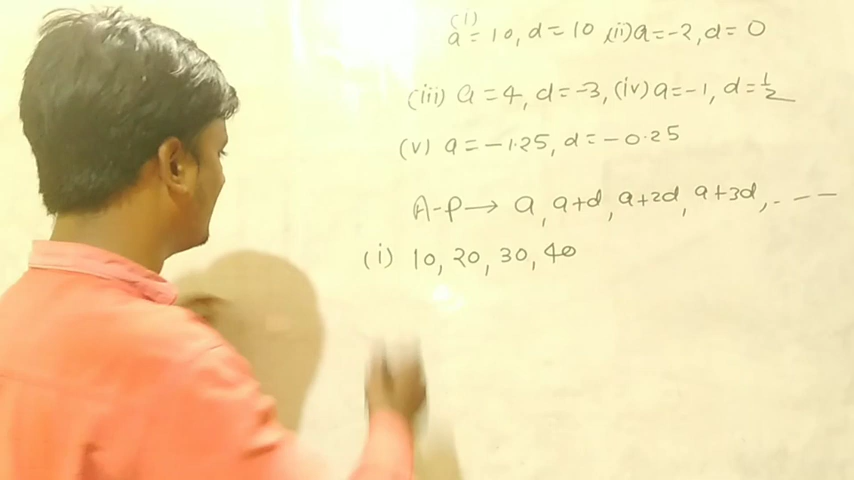 (i)
a = 10, d = 10 (ii) a = -2, d = 0
(iii) a = 4, d = -3, (iv) a = -1, d = 1/2
(v) a = -1.25, d = -0.25
A-P → a, a+d, a+2d, a+3d, - - - -
(i) 10, 20, 30, 40